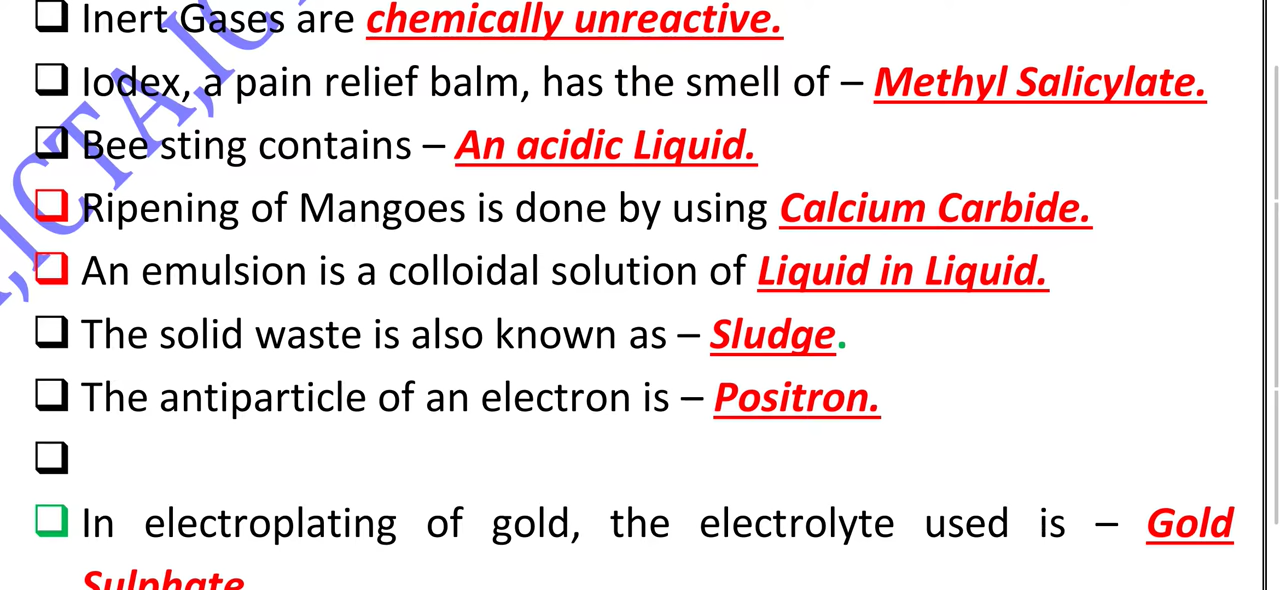 Inert Gases are chemically unreactive.
Iodex, a pain relief balm, has the smell of – Methyl Salicylate.
Bee sting contains – An acidic Liquid.
Ripening of Mangoes is done by using Calcium Carbide.
An emulsion is a colloidal solution of Liquid in Liquid.
The solid waste is also known as – Sludge.
The antiparticle of an electron is – Positron.
In electroplating of gold, the electrolyte used is – Gold
Sulphate
,ICTA,IC